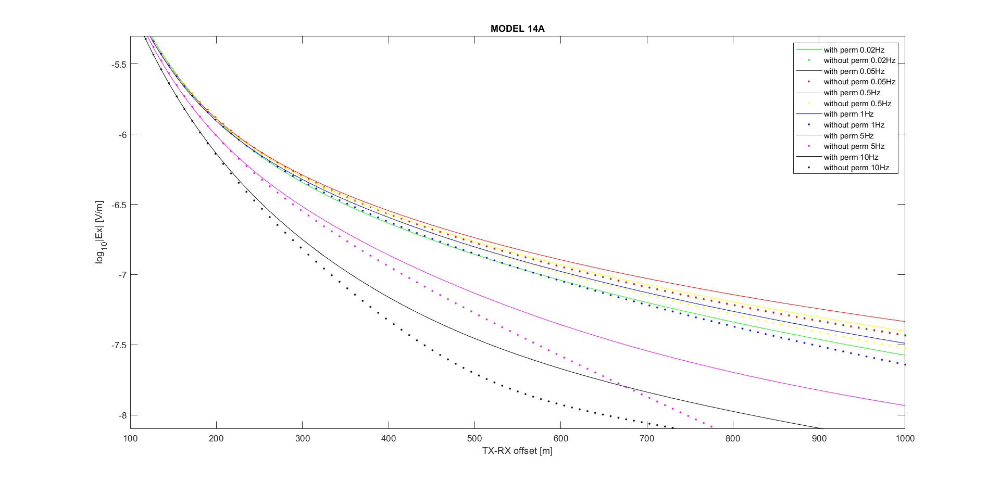 MODEL 14A
with perm 0.02Hz
without perm 0.02Hz
with perm 0.05Hz
without perm 0.05Hz
with perm 0.5Hz
without perm 0.5Hz
with perm 1Hz
without perm 1Hz
with perm 5Hz
without perm 5Hz
with perm 10Hz
without perm 10Hz
-5.5
-6
-6.5
-7
-7.5
-8
log10|Ex| [V/m]
100 200 300 400 500 600 700 800 900 1000
TX-RX offset [m]